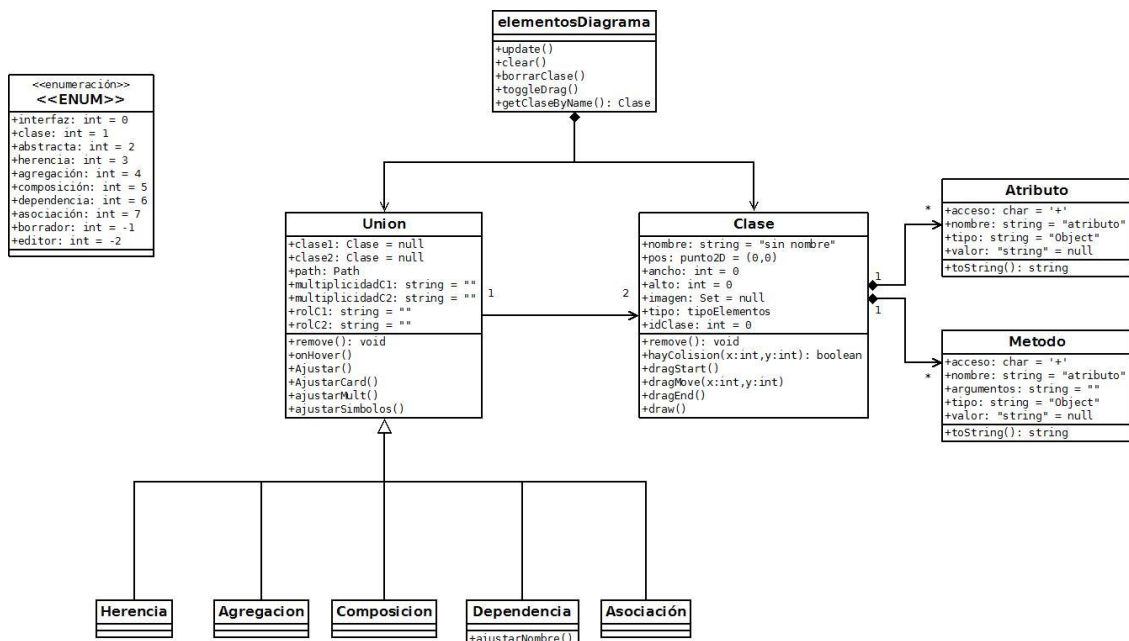 elementosDiagrama
+update()
+clear()
+borrarClase()
+toggleDrag()
+getClaseByName(): Clase
<<enumeración>>
<<ENUM>>
+interfaz: int = 0
+clase: int = 1
+abstracta: int = 2
+herencia: int = 3
+agregación: int = 4
+composición: int = 5
+dependencia: int = 6
+asociación: int = 7
+borrador: int = -1
+editor: int = -2
Union
+clase1: Clase = null
+clase2: Clase = null
+path: Path
+multiplicidadC1: string = ""
+multiplicidadC2: string = ""
+rolC1: string = ""
+rolC2: string = ""
+remove(): void
+onHover()
+Ajustar()
+AjustarCard()
+ajustarMult()
+ajustarSimbolos()
1
2
Clase
+nombre: string = "sin nombre"
+pos: punto2D = (0,0)
+ancho: int = 0
+alto: int = 0
+imagen: Set = null
+tipo: tipoElementos
+idClase: int = 0
+remove(): void
+hayColision(x:int,y:int): boolean
+dragStart()
+dragMove(x:int,y:int)
+dragEnd()
+draw()
1
*
1
*
Atributo
+acceso: char = '+'
+nombre: string = "atributo"
+tipo: string = "Object"
+valor: "string" = null
+toString(): string
Metodo
+acceso: char = '+'
+nombre: string = "atributo"
+argumentos: string = ""
+tipo: string = "Object"
+valor: "string" = null
+toString(): string
Herencia
Agregacion
Composicion
Dependencia
+ajustarNombre()
Asociación